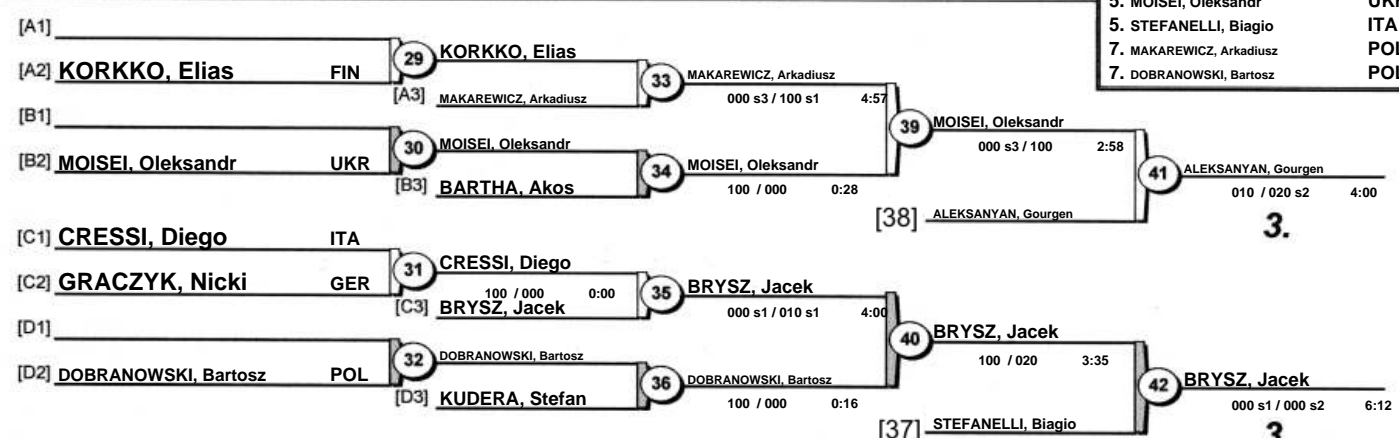 5. MOISEI, Oleksandr UKR
5. STEFANELLI, Biagio ITA
7. MAKAREWICZ, Arkadiusz POL
7. DOBRANOWSKI, Bartosz POL
[A1]
[A2] KORKKO, Elias FIN
29 KORKKO, Elias
[A3] MAKAREWICZ, Arkadiusz
33 MAKAREWICZ, Arkadiusz
000 s3 / 100 s1 4:57
[B1]
[B2] MOISEI, Oleksandr UKR
30 MOISEI, Oleksandr
[B3] BARTHA, Akos
34 MOISEI, Oleksandr
100 / 000 0:28
39 MOISEI, Oleksandr
000 s3 / 100 2:58
[38] ALEKSANYAN, Gourgen
41 ALEKSANYAN, Gourgen
010 / 020 s2 4:00
3.
[C1] CRESSI, Diego ITA
[C2] GRACZYK, Nicki GER
31 CRESSI, Diego
100 / 000 0:00
[C3] BRYSZ, Jacek
35 BRYSZ, Jacek
000 s1 / 010 s1 4:00
[D1]
[D2] DOBRANOWSKI, Bartosz POL
32 DOBRANOWSKI, Bartosz
[D3] KUDERA, Stefan
36 DOBRANOWSKI, Bartosz
100 / 000 0:16
40 BRYSZ, Jacek
100 / 020 3:35
[37] STEFANELLI, Biagio
42 BRYSZ, Jacek
000 s1 / 000 s2 6:12
3.